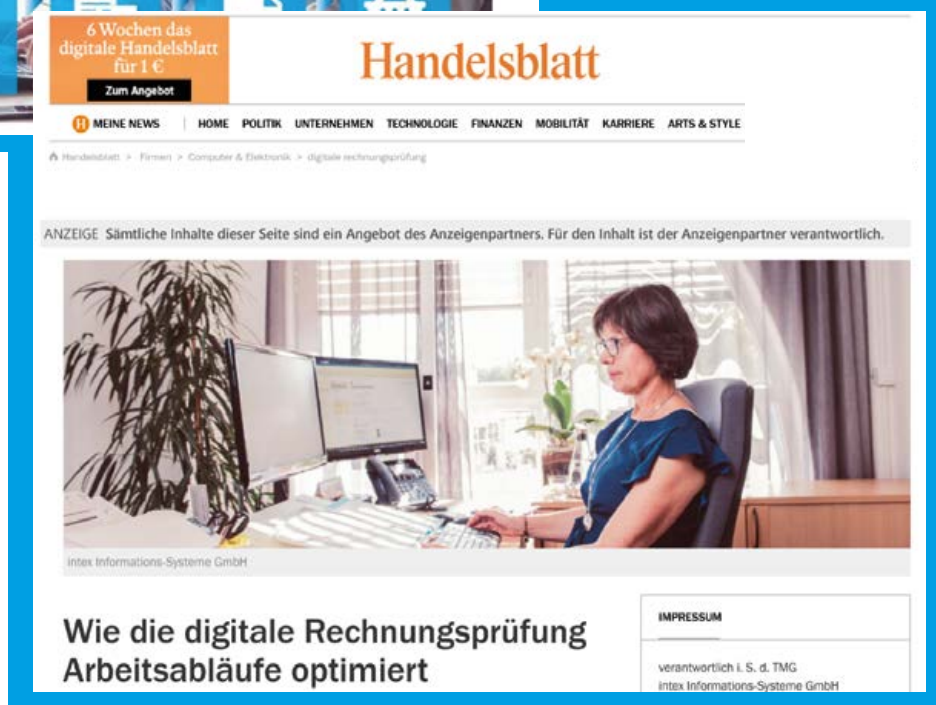 6 Wochen das
digitale Handelsblatt
für 1 €
Zum Angebot
Handelsblatt
H MEINE NEWS | HOME POLITIK UNTERNEHMEN TECHNOLOGIE FINANZEN MOBILITÄT KARRIERE ARTS & STYLE
Handelsblatt > Firmen > Computer & Elektronik > digitale rechnungsprüfung
ANZEIGE Sämtliche Inhalte dieser Seite sind ein Angebot des Anzeigenpartners. Für den Inhalt ist der Anzeigenpartner verantwortlich.
intex Informations-Systeme GmbH
Wie die digitale Rechnungsprüfung
Arbeitsabläufe optimiert
IMPRESSUM
verantwortlich i. S. d. TMG
intex Informations-Systeme GmbH